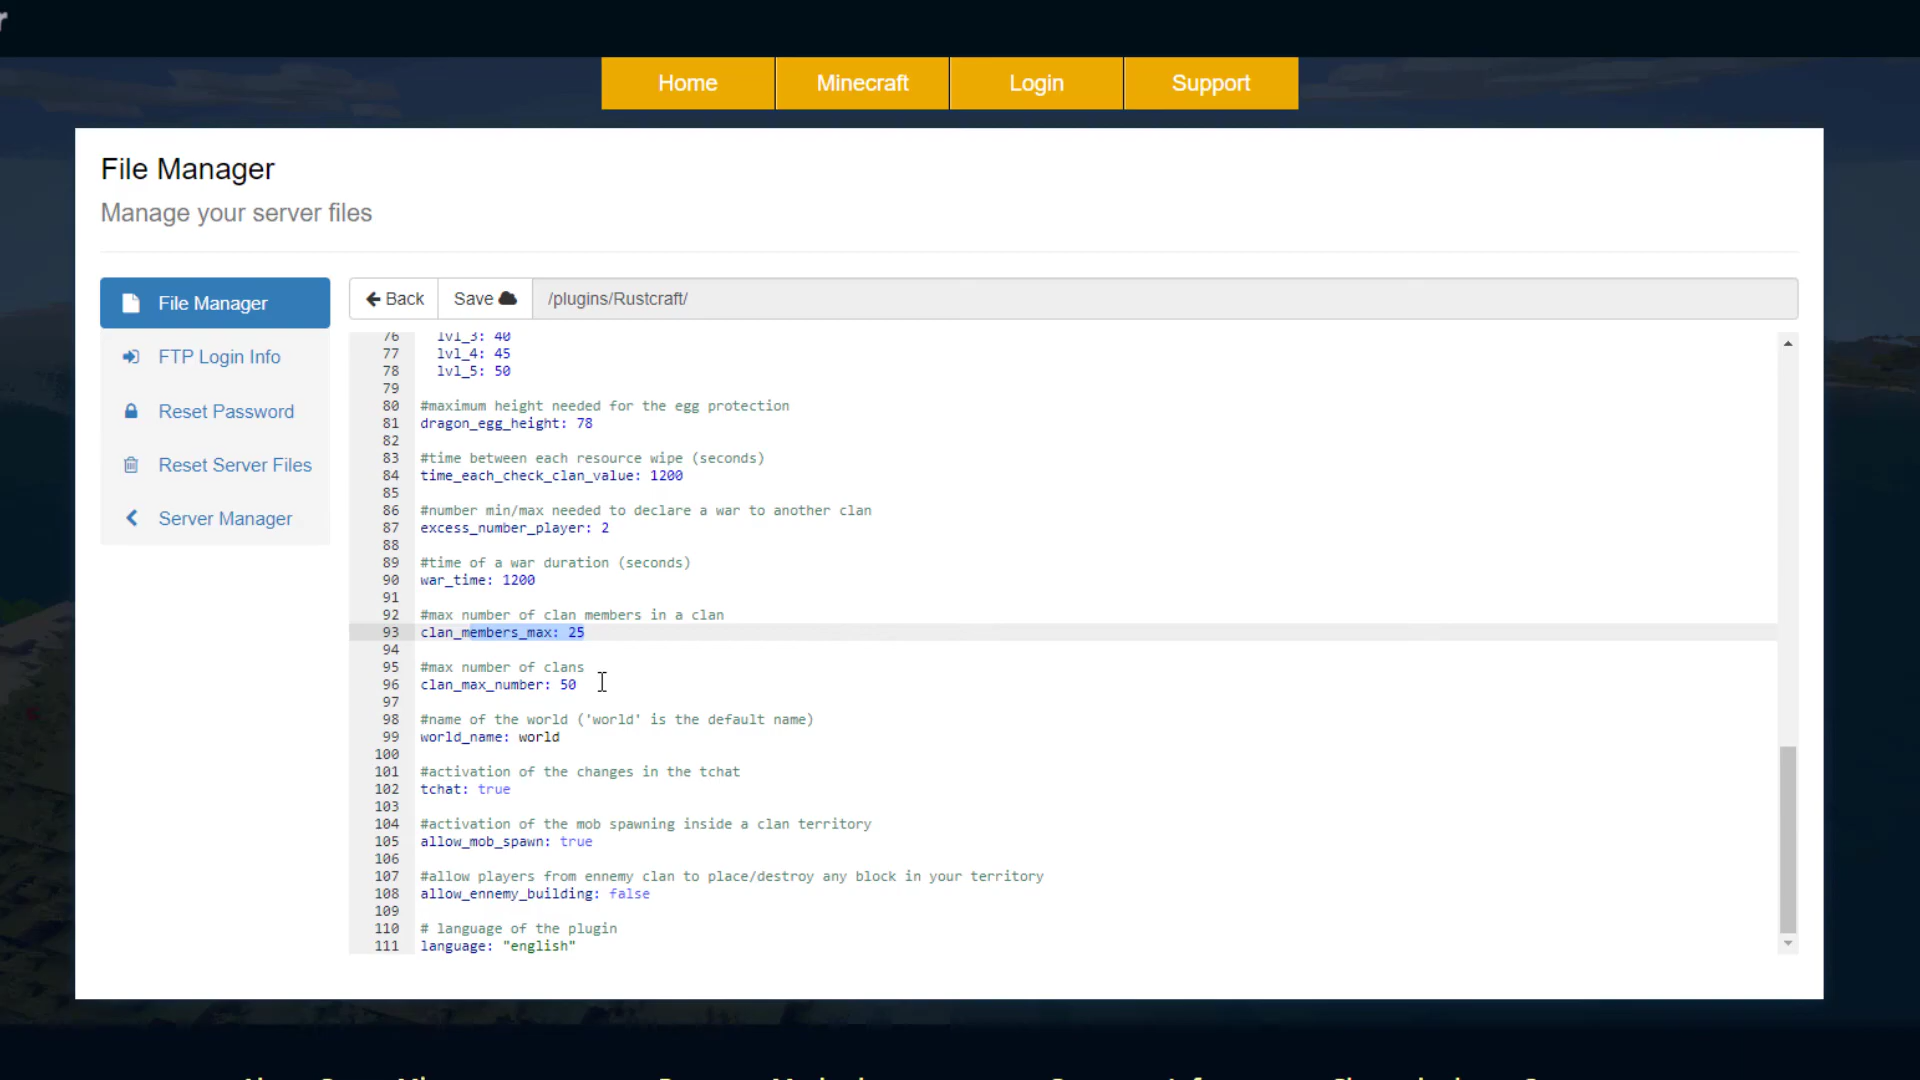 r
Home
Minecraft
Login
Support
File Manager
Manage your server files
File Manager
FTP Login Info
Reset Password
Reset Server Files
Server Manager
Back
Save
/plugins/Rustcraft/
76 lvl_3: 40
77 lvl_4: 45
78 lvl_5: 50
79
80 #maximum height needed for the egg protection
81 dragon_egg_height: 78
82
83 #time between each resource wipe (seconds)
84 time_each_check_clan_value: 1200
85
86 #number min/max needed to declare a war to another clan
87 excess_number_player: 2
88
89 #time of a war duration (seconds)
90 war_time: 1200
91
92 #max number of clan members in a clan
93 clan_members_max: 25
94
95 #max number of clans
96 clan_max_number: 50
97
98 #name of the world ('world' is the default name)
99 world_name: world
100
101 #activation of the changes in the tchat
102 tchat: true
103
104 #activation of the mob spawning inside a clan territory
105 allow_mob_spawn: true
106
107 #allow players from ennemy clan to place/destroy any block in your territory
108 allow_ennemy_building: false
109
110 # language of the plugin
111 language: "english"